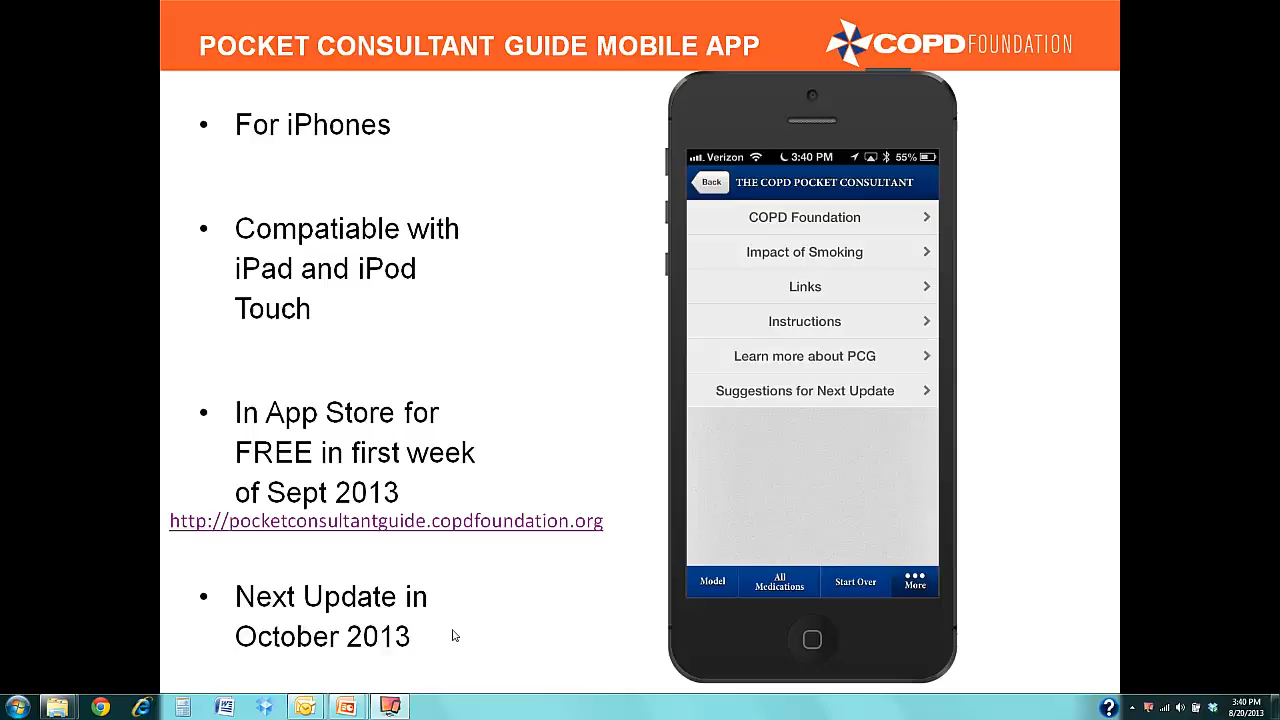 POCKET CONSULTANT GUIDE MOBILE APP
COPD FOUNDATION
• For iPhones
• Compatiable with
iPad and iPod
Touch
• In App Store for
FREE in first week
of Sept 2013
http://pocketconsultantguide.copdfoundation.org
• Next Update in
October 2013
Verizon 3:40 PM 55%
Back THE COPD POCKET CONSULTANT
COPD Foundation
Impact of Smoking
Links
Instructions
Learn more about PCG
Suggestions for Next Update
Model All Medications Start Over More
3:40 PM
8/20/2013